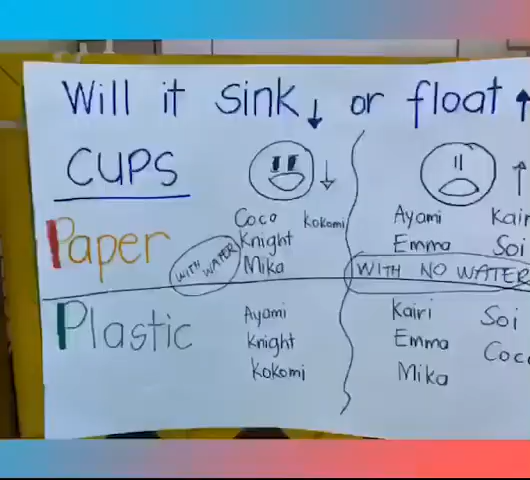 Will it sink ↓ or float ↑
CUPS ↓ ↑
Paper
WITH WATER
Coco Kokomi
Knight
Mika
Ayami
Emma Soi
WITH NO WATER
Plastic
Ayami
Knight
Kokomi
Kairi Soi
Emma Coco
Mika